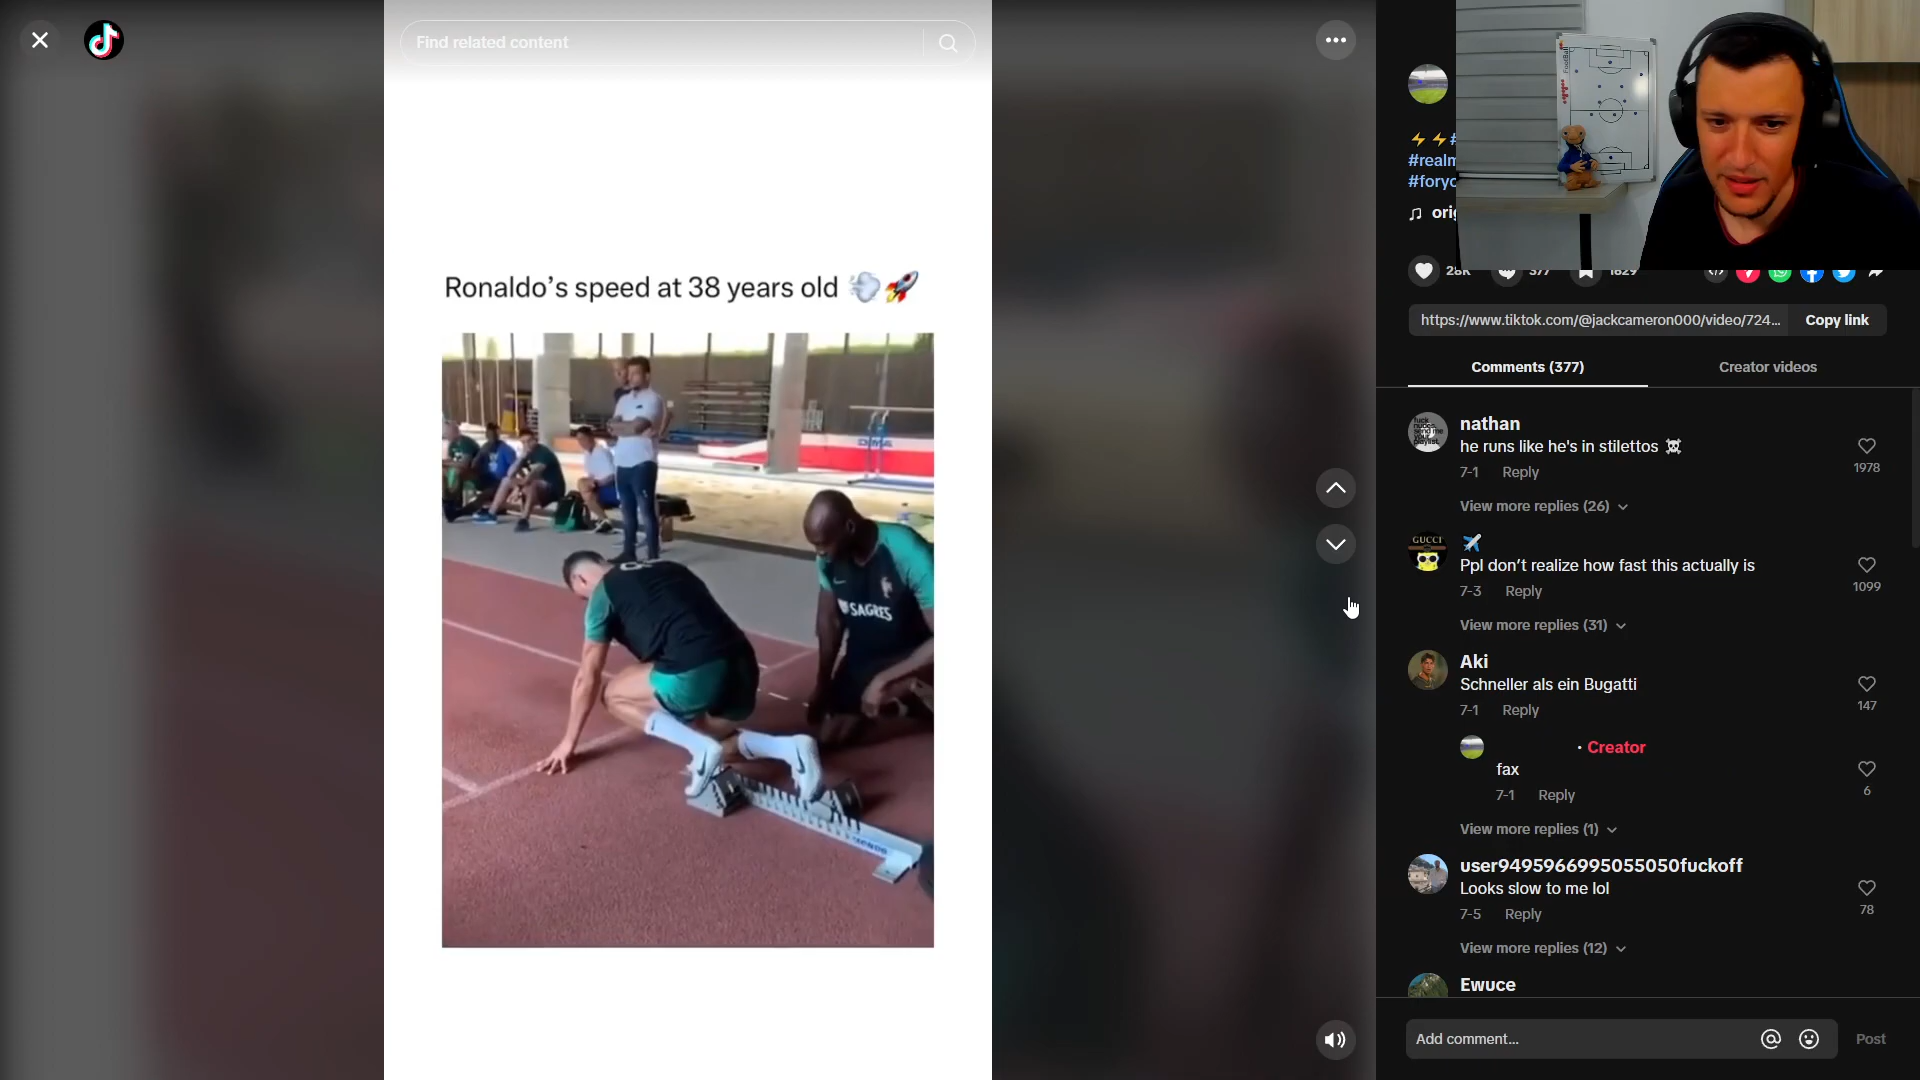 Find related content
Ronaldo’s speed at 38 years old 💨🚀
SAGRES
⚡⚡#
#realm
#foryo
♫ orig
28K
377
1629
https://www.tiktok.com/@jackcameron000/video/724...
Copy link
Comments (377)
Creator videos
nathan
he runs like he's in stilettos ☠
1978
7-1 Reply
View more replies (26)
GUCCI
✈
Ppl don’t realize how fast this actually is
1099
7-3 Reply
View more replies (31)
Aki
Schneller als ein Bugatti
147
7-1 Reply
· Creator
fax
6
7-1 Reply
View more replies (1)
user9495966995055050fuckoff
Looks slow to me lol
78
7-5 Reply
View more replies (12)
Ewuce
Add comment...
Post